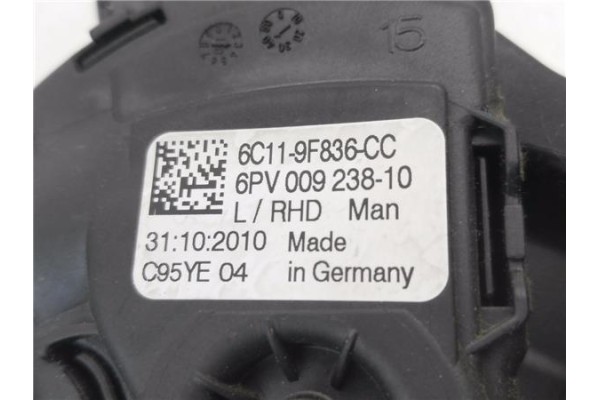 15
6C11-9F836-CC
6PV 009 238-10
L / RHD Man
31:10:2010 Made
C95YE 04 in Germany